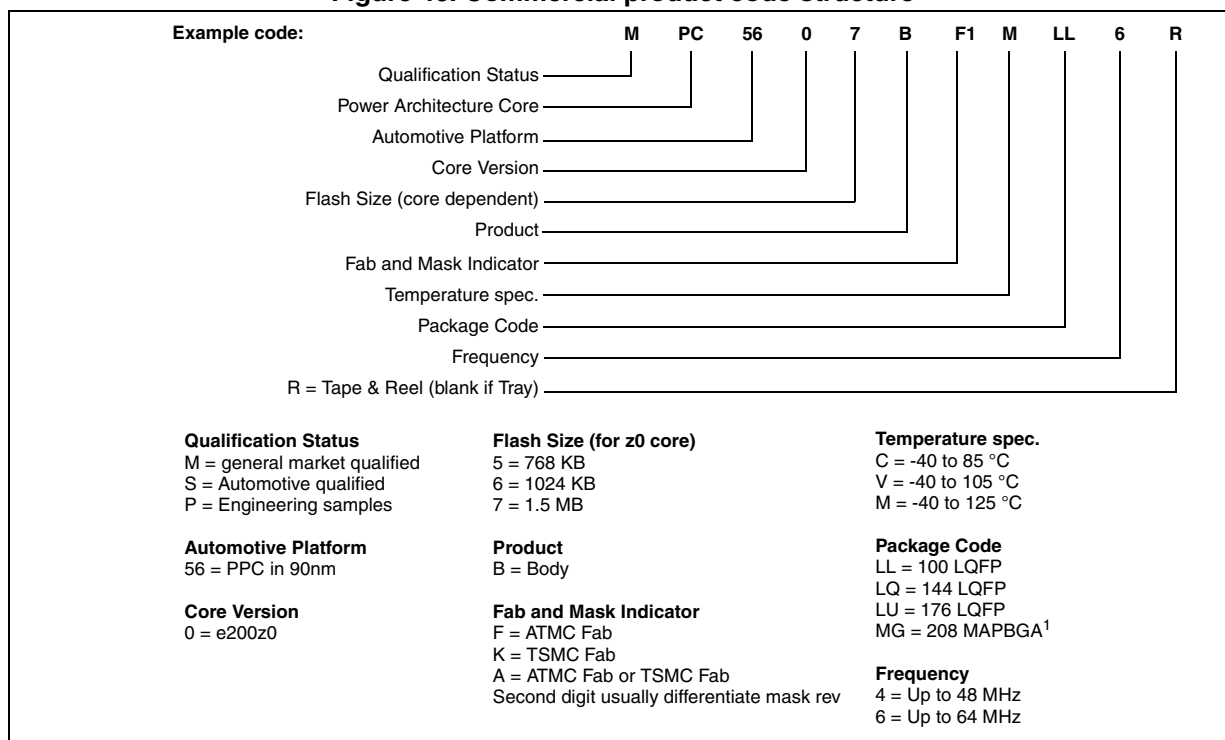 Example code: M PC 56 0 7 B F1 M LL 6 R
Qualification Status
Power Architecture Core
Automotive Platform
Core Version
Flash Size (core dependent)
Product
Fab and Mask Indicator
Temperature spec.
Package Code
Frequency
R = Tape & Reel (blank if Tray)
Qualification Status
M = general market qualified
S = Automotive qualified
P = Engineering samples
Automotive Platform
56 = PPC in 90nm
Core Version
0 = e200z0
Flash Size (for z0 core)
5 = 768 KB
6 = 1024 KB
7 = 1.5 MB
Product
B = Body
Fab and Mask Indicator
F = ATMC Fab
K = TSMC Fab
A = ATMC Fab or TSMC Fab
Second digit usually differentiate mask rev
Temperature spec.
C = -40 to 85 °C
V = -40 to 105 °C
M = -40 to 125 °C
Package Code
LL = 100 LQFP
LQ = 144 LQFP
LU = 176 LQFP
MG = 208 MAPBGA1
Frequency
4 = Up to 48 MHz
6 = Up to 64 MHz